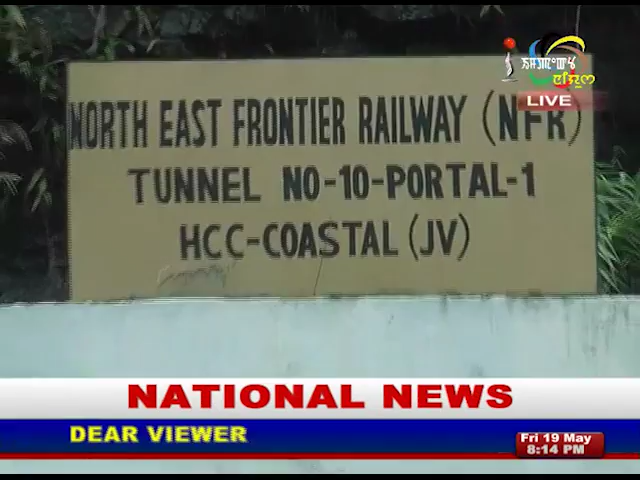 LIVE
NORTH EAST FRONTIER RAILWAY (NFR)
TUNNEL NO-10-PORTAL-1
HCC-COASTAL (JV)
NATIONAL NEWS
DEAR VIEWER
Fri 19 May
8:14 PM